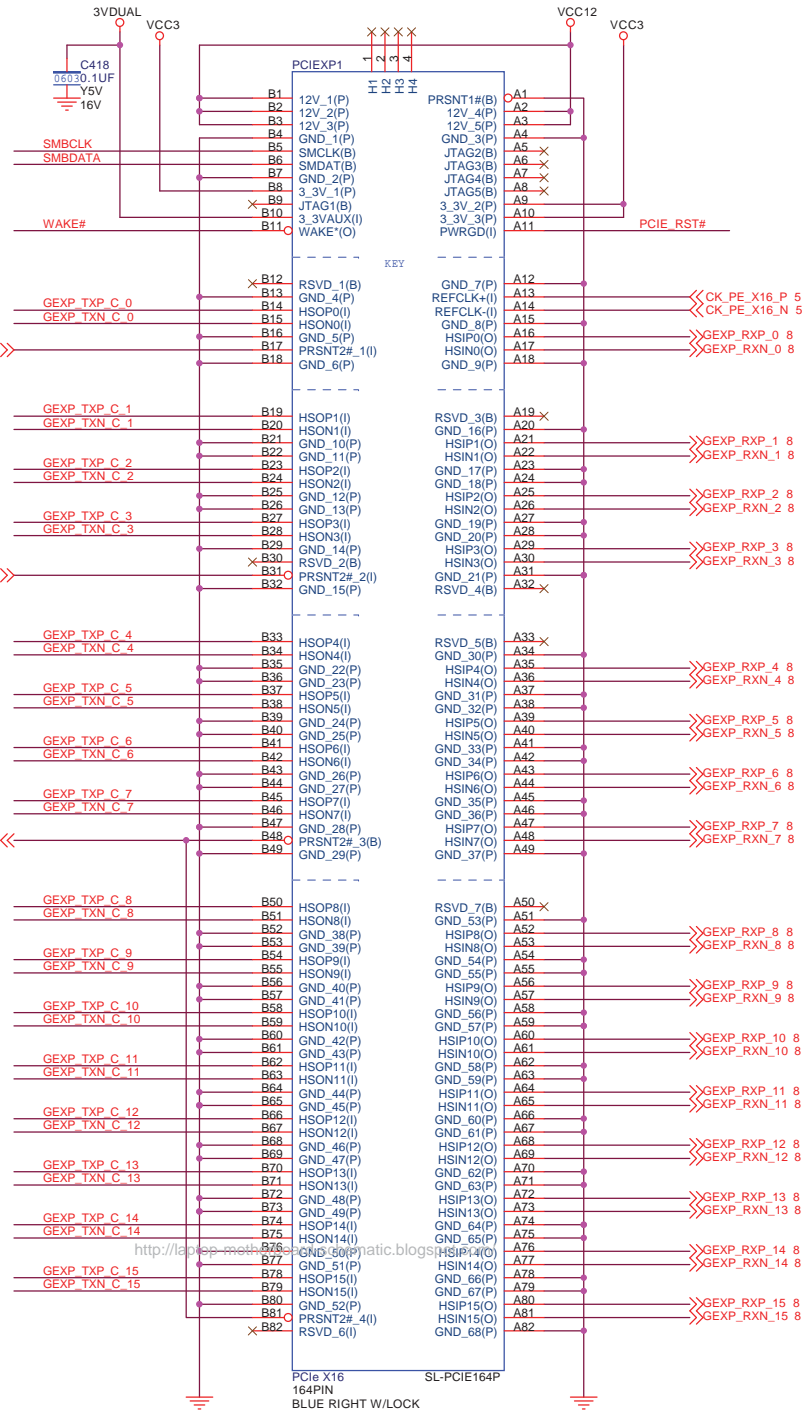 3VDUAL
VCC3
VCC12
VCC3
C418
0603 0.1UF
Y5V
16V
PCIEXP1
1 2 3 4
H1 H2 H3 H4
B1 12V_1(P) PRSNT1#(B) A1
B2 12V_2(P) 12V_4(P) A2
B3 12V_3(P) 12V_5(P) A3
B4 GND_1(P) GND_3(P) A4
SMBCLK B5 SMCLK(B) JTAG2(B) A5
SMBDATA B6 SMDAT(B) JTAG3(B) A6
B7 GND_2(P) JTAG4(B) A7
B8 3_3V_1(P) JTAG5(B) A8
B9 JTAG1(B) 3_3V_2(P) A9
B10 3_3VAUX(I) 3_3V_3(P) A10
WAKE# B11 WAKE*(O) PWRGD(I) A11 PCIE_RST#
KEY
B12 RSVD_1(B) GND_7(P) A12
B13 GND_4(P) REFCLK+(I) A13 CK_PE_X16_P 5
GEXP_TXP_C_0 B14 HSOP0(I) REFCLK-(I) A14 CK_PE_X16_N 5
GEXP_TXN_C_0 B15 HSON0(I) GND_8(P) A15
B16 GND_5(P) HSIP0(O) A16 GEXP_RXP_0 8
B17 PRSNT2#_1(I) HSIN0(O) A17 GEXP_RXN_0 8
B18 GND_6(P) GND_9(P) A18
GEXP_TXP_C_1 B19 HSOP1(I) RSVD_3(B) A19
GEXP_TXN_C_1 B20 HSON1(I) GND_16(P) A20
B21 GND_10(P) HSIP1(O) A21 GEXP_RXP_1 8
B22 GND_11(P) HSIN1(O) A22 GEXP_RXN_1 8
GEXP_TXP_C_2 B23 HSOP2(I) GND_17(P) A23
GEXP_TXN_C_2 B24 HSON2(I) GND_18(P) A24
B25 GND_12(P) HSIP2(O) A25 GEXP_RXP_2 8
B26 GND_13(P) HSIN2(O) A26 GEXP_RXN_2 8
GEXP_TXP_C_3 B27 HSOP3(I) GND_19(P) A27
GEXP_TXN_C_3 B28 HSON3(I) GND_20(P) A28
B29 GND_14(P) HSIP3(O) A29 GEXP_RXP_3 8
B30 RSVD_2(B) HSIN3(O) A30 GEXP_RXN_3 8
B31 PRSNT2#_2(I) GND_21(P) A31
B32 GND_15(P) RSVD_4(B) A32
GEXP_TXP_C_4 B33 HSOP4(I) RSVD_5(B) A33
GEXP_TXN_C_4 B34 HSON4(I) GND_30(P) A34
B35 GND_22(P) HSIP4(O) A35 GEXP_RXP_4 8
B36 GND_23(P) HSIN4(O) A36 GEXP_RXN_4 8
GEXP_TXP_C_5 B37 HSOP5(I) GND_31(P) A37
GEXP_TXN_C_5 B38 HSON5(I) GND_32(P) A38
B39 GND_24(P) HSIP5(O) A39 GEXP_RXP_5 8
B40 GND_25(P) HSIN5(O) A40 GEXP_RXN_5 8
GEXP_TXP_C_6 B41 HSOP6(I) GND_33(P) A41
GEXP_TXN_C_6 B42 HSON6(I) GND_34(P) A42
B43 GND_26(P) HSIP6(O) A43 GEXP_RXP_6 8
B44 GND_27(P) HSIN6(O) A44 GEXP_RXN_6 8
GEXP_TXP_C_7 B45 HSOP7(I) GND_35(P) A45
GEXP_TXN_C_7 B46 HSON7(I) GND_36(P) A46
B47 GND_28(P) HSIP7(O) A47 GEXP_RXP_7 8
B48 PRSNT2#_3(B) HSIN7(O) A48 GEXP_RXN_7 8
B49 GND_29(P) GND_37(P) A49
GEXP_TXP_C_8 B50 HSOP8(I) RSVD_7(B) A50
GEXP_TXN_C_8 B51 HSON8(I) GND_53(P) A51
B52 GND_38(P) HSIP8(O) A52 GEXP_RXP_8 8
B53 GND_39(P) HSIN8(O) A53 GEXP_RXN_8 8
GEXP_TXP_C_9 B54 HSOP9(I) GND_54(P) A54
GEXP_TXN_C_9 B55 HSON9(I) GND_55(P) A55
B56 GND_40(P) HSIP9(O) A56 GEXP_RXP_9 8
B57 GND_41(P) HSIN9(O) A57 GEXP_RXN_9 8
GEXP_TXP_C_10 B58 HSOP10(I) GND_56(P) A58
GEXP_TXN_C_10 B59 HSON10(I) GND_57(P) A59
B60 GND_42(P) HSIP10(O) A60 GEXP_RXP_10 8
B61 GND_43(P) HSIN10(O) A61 GEXP_RXN_10 8
GEXP_TXP_C_11 B62 HSOP11(I) GND_58(P) A62
GEXP_TXN_C_11 B63 HSON11(I) GND_59(P) A63
B64 GND_44(P) HSIP11(O) A64 GEXP_RXP_11 8
B65 GND_45(P) HSIN11(O) A65 GEXP_RXN_11 8
GEXP_TXP_C_12 B66 HSOP12(I) GND_60(P) A66
GEXP_TXN_C_12 B67 HSON12(I) GND_61(P) A67
B68 GND_46(P) HSIP12(O) A68 GEXP_RXP_12 8
B69 GND_47(P) HSIN12(O) A69 GEXP_RXN_12 8
GEXP_TXP_C_13 B70 HSOP13(I) GND_62(P) A70
GEXP_TXN_C_13 B71 HSON13(I) GND_63(P) A71
B72 GND_48(P) HSIP13(O) A72 GEXP_RXP_13 8
B73 GND_49(P) HSIN13(O) A73 GEXP_RXN_13 8
GEXP_TXP_C_14 B74 HSOP14(I) GND_64(P) A74
GEXP_TXN_C_14 B75 HSON14(I) GND_65(P) A75
http://laptop-motherboard-schematic.blogspot.com/
B76 A76 GEXP_RXP_14 8
B77 GND_51(P) HSIN14(O) A77 GEXP_RXN_14 8
GEXP_TXP_C_15 B78 HSOP15(I) GND_66(P) A78
GEXP_TXN_C_15 B79 HSON15(I) GND_67(P) A79
B80 GND_52(P) HSIP15(O) A80 GEXP_RXP_15 8
B81 PRSNT2#_4(I) HSIN15(O) A81 GEXP_RXN_15 8
B82 RSVD_6(I) GND_68(P) A82
PCIe X16 SL-PCIE164P
164PIN
BLUE RIGHT W/LOCK